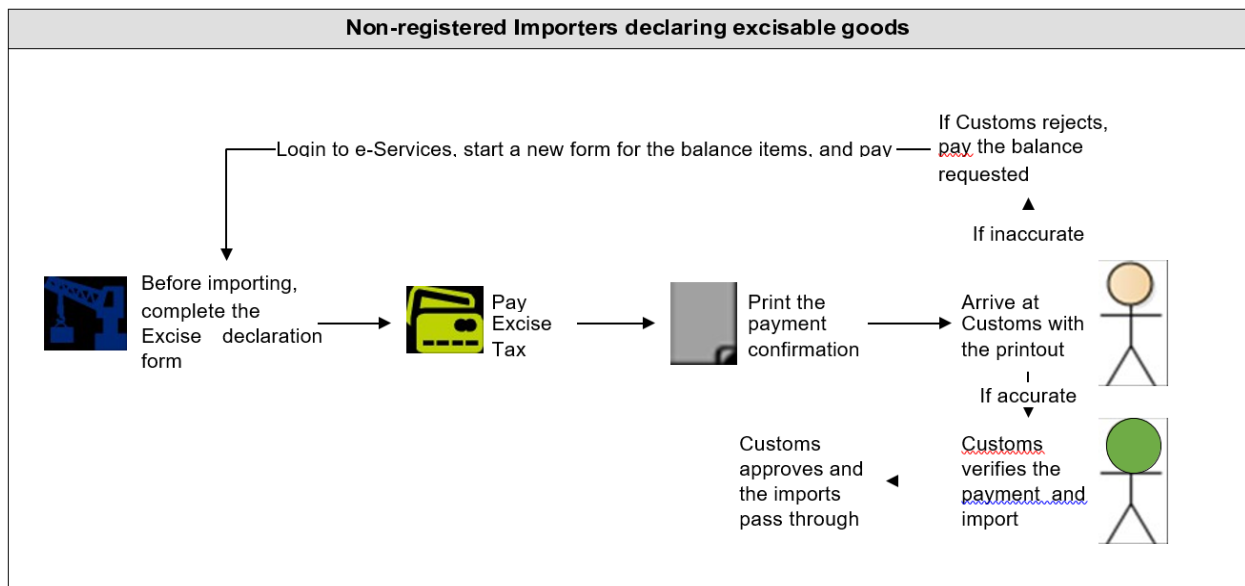 Non-registered Importers declaring excisable goods
If Customs rejects,
pay the balance
requested
Login to e-Services, start a new form for the balance items, and pay
If inaccurate
Before importing,
complete the
Excise declaration
form
Pay
Excise
Tax
Print the
payment
confirmation
Arrive at
Customs with
the printout
If accurate
Customs
verifies the
payment and
import
Customs
approves and
the imports
pass through